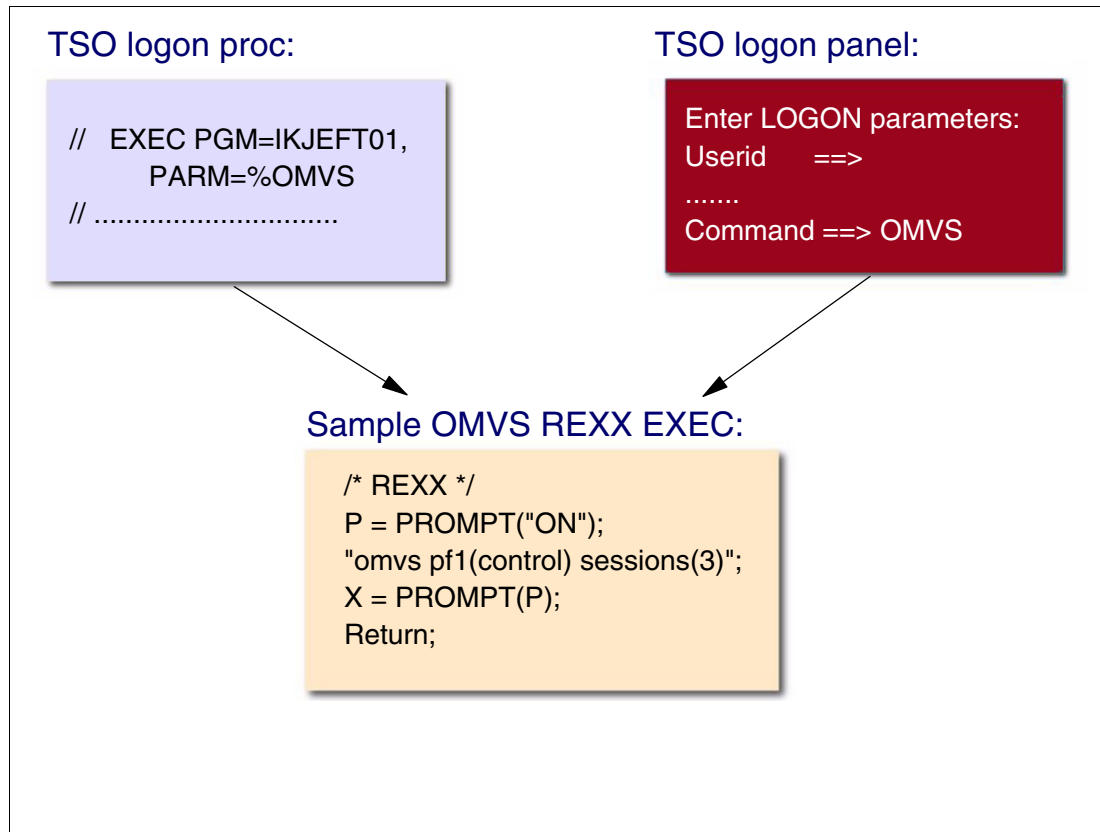 TSO logon proc:
// EXEC PGM=IKJEFT01,
PARM=%OMVS
// ...............................
TSO logon panel:
Enter LOGON parameters:
Userid ==>
.......
Command ==> OMVS
Sample OMVS REXX EXEC:
/* REXX */
P = PROMPT("ON");
"omvs pf1(control) sessions(3)";
X = PROMPT(P);
Return;